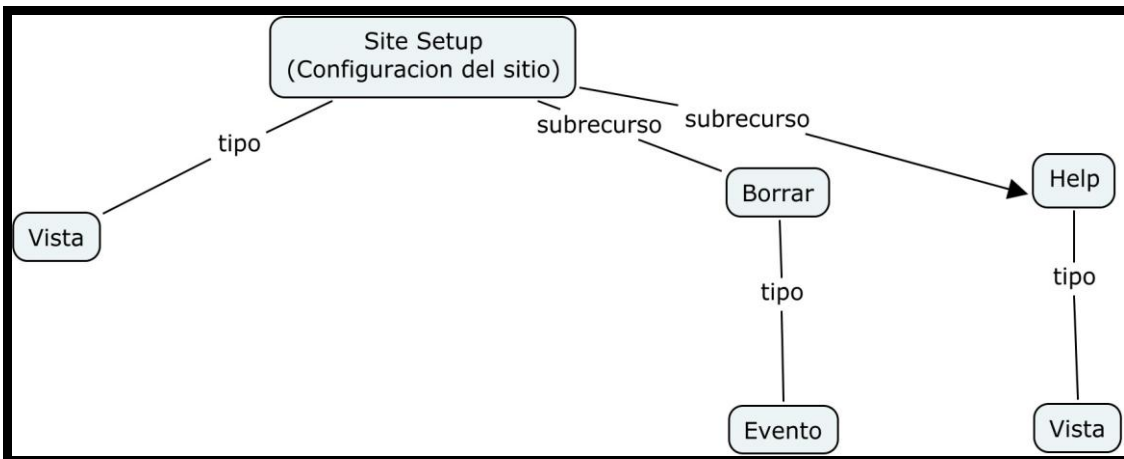 Site Setup
(Configuracion del sitio)
tipo
subrecurso
subrecurso
Vista
Borrar
Help
tipo
tipo
Evento
Vista